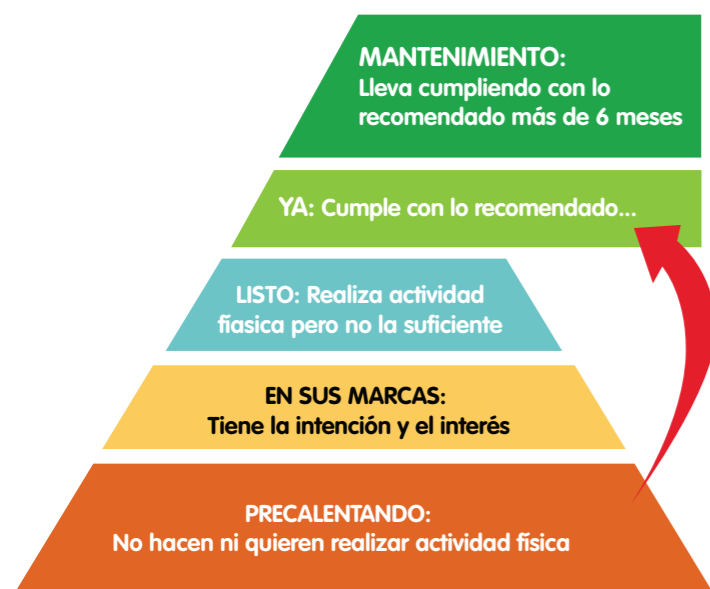 MANTENIMIENTO:
Lleva cumpliendo con lo
recomendado más de 6 meses
YA: Cumple con lo recomendado...
LISTO: Realiza actividad
fíasica pero no la suficiente
EN SUS MARCAS:
Tiene la intención y el interés
PRECALENTANDO:
No hacen ni quieren realizar actividad física